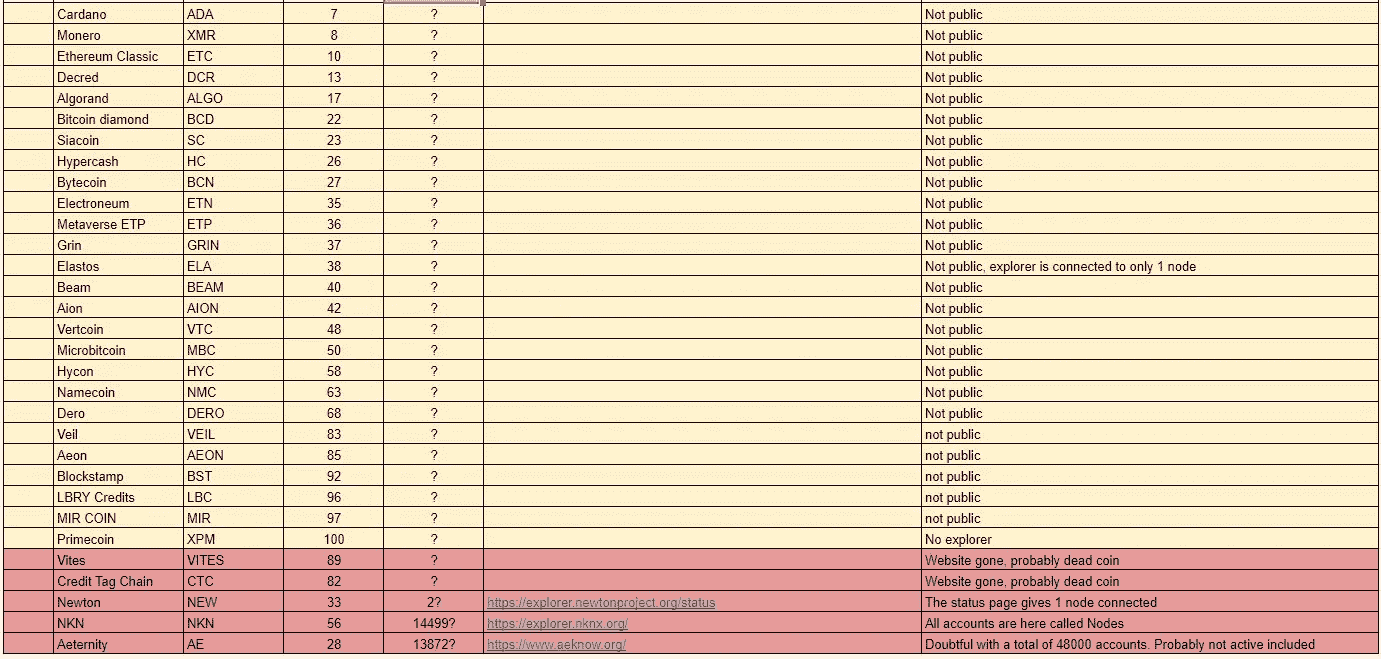 Cardano ADA 7 ? Not public
Monero XMR 8 ? Not public
Ethereum Classic ETC 10 ? Not public
Decred DCR 13 ? Not public
Algorand ALGO 17 ? Not public
Bitcoin diamond BCD 22 ? Not public
Siacoin SC 23 ? Not public
Hypercash HC 26 ? Not public
Bytecoin BCN 27 ? Not public
Electroneum ETN 35 ? Not public
Metaverse ETP ETP 36 ? Not public
Grin GRIN 37 ? Not public
Elastos ELA 38 ? Not public, explorer is connected to only 1 node
Beam BEAM 40 ? Not public
Aion AION 42 ? Not public
Vertcoin VTC 48 ? Not public
Microbitcoin MBC 50 ? Not public
Hycon HYC 58 ? Not public
Namecoin NMC 63 ? Not public
Dero DERO 68 ? Not public
Veil VEIL 83 ? not public
Aeon AEON 85 ? not public
Blockstamp BST 92 ? not public
LBRY Credits LBC 96 ? not public
MIR COIN MIR 97 ? not public
Primecoin XPM 100 ? No explorer
Vites VITES 89 ? Website gone, probably dead coin
Credit Tag Chain CTC 82 ? Website gone, probably dead coin
Newton NEW 33 2? https://explorer.newtonproject.org/status The status page gives 1 node connected
NKN NKN 56 14499? https://explorer.nknx.org/ All accounts are here called Nodes
Aeternity AE 28 13872? https://www.aeknow.org/ Doubtful with a total of 48000 accounts. Probably not active included